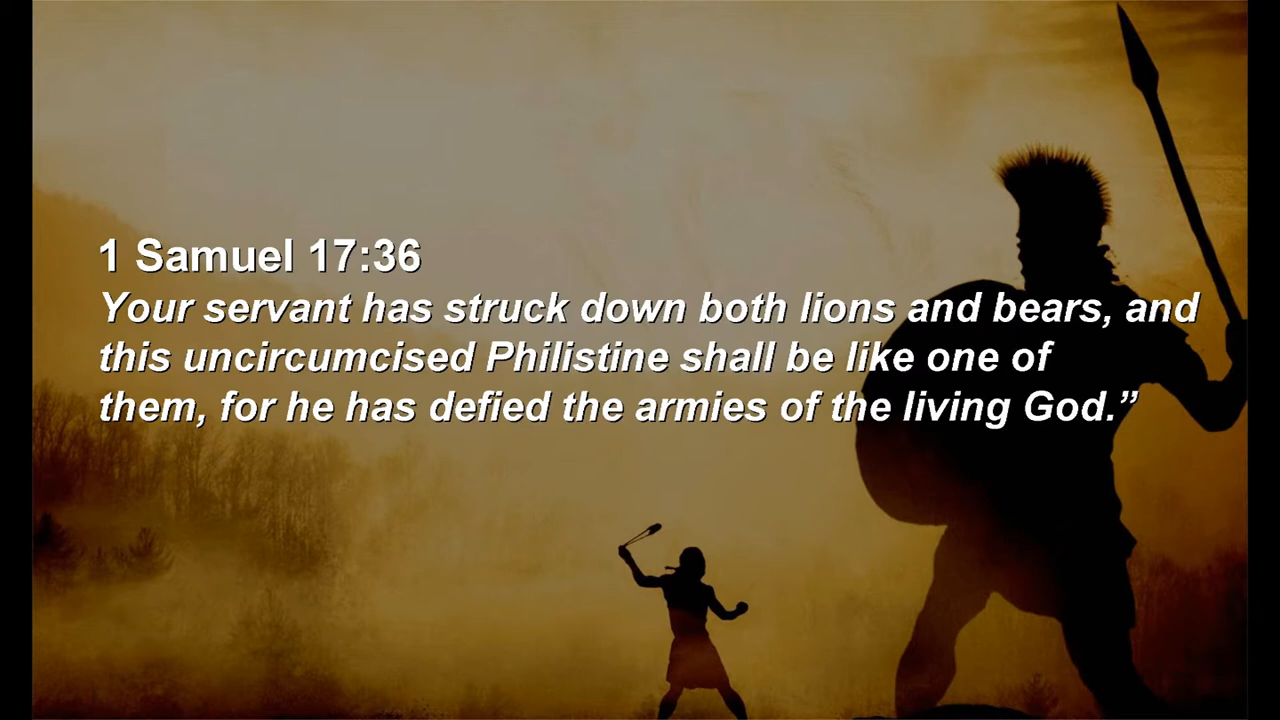 1 Samuel 17:36
Your servant has struck down both lions and bears, and
this uncircumcised Philistine shall be like one of
them, for he has defied the armies of the living God.”